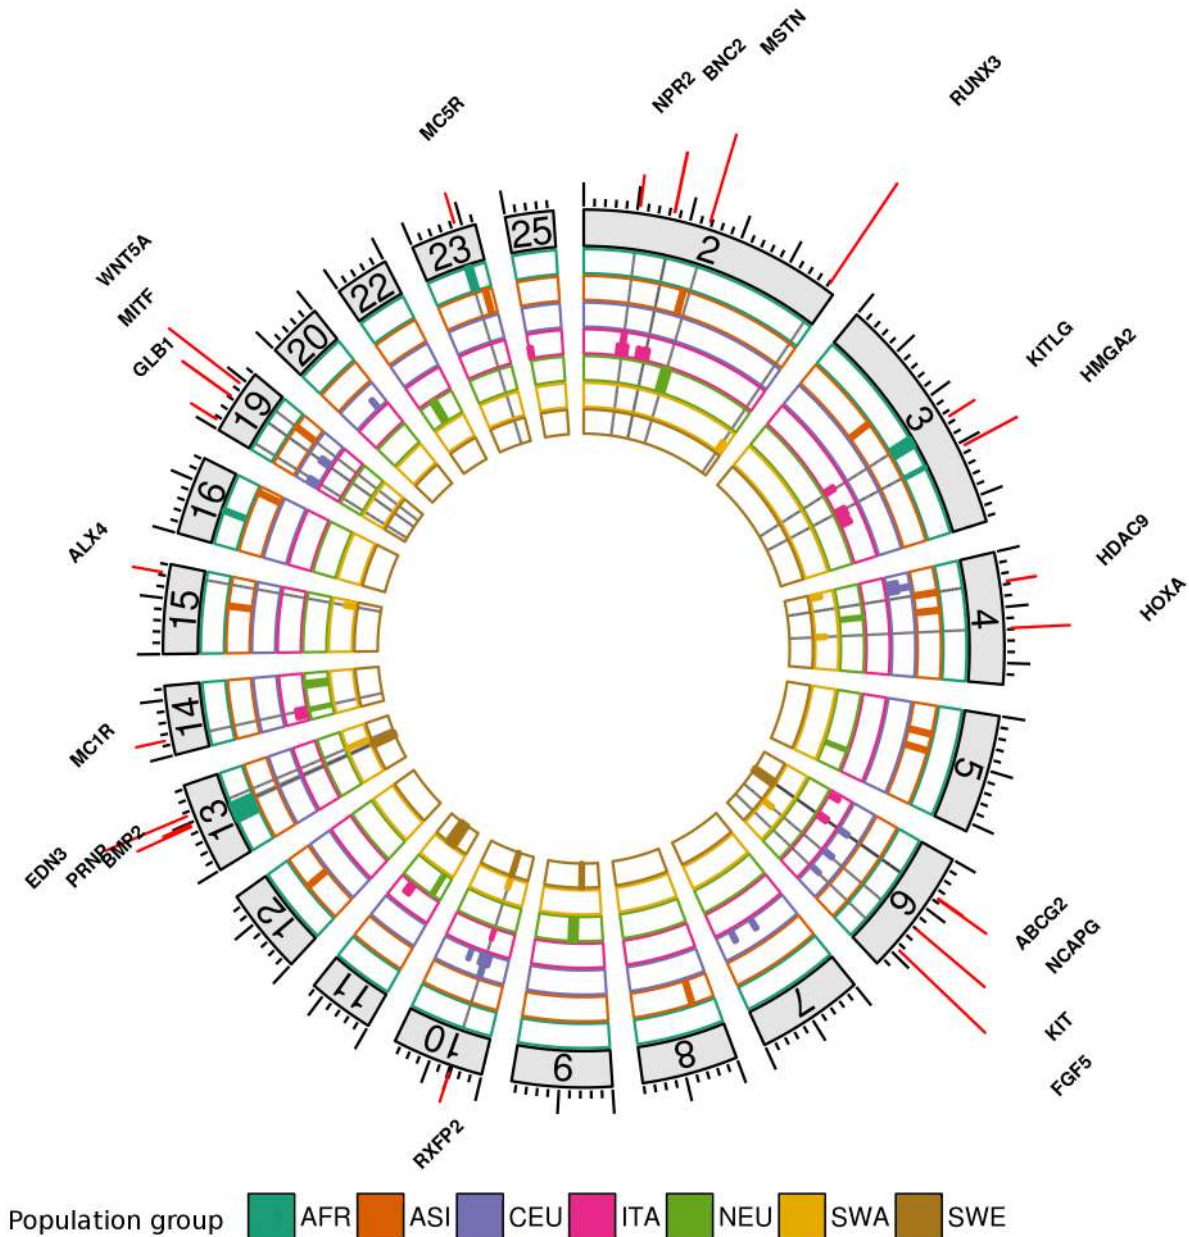 MSTN
BNC2
NPR2
RUNX3
MC5R
KITLG
HMGA2
HDAC9
HOXA
ABCG2
NCAPG
KIT
FGF5
RXFP2
EDN3
PRNP
BMP2
MC1R
ALX4
GLB1
MITF
WNT5A
2
3
4
5
6
7
8
9
10
11
12
13
14
15
16
19
20
22
23
25
Population group AFR ASI CEU ITA NEU SWA SWE